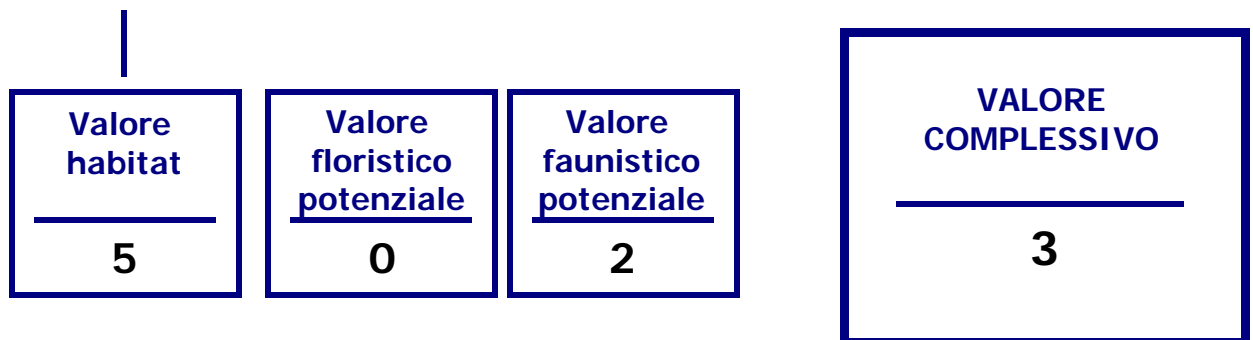 Valore
habitat
5
Valore
floristico
potenziale
0
Valore
faunistico
potenziale
2
VALORE
COMPLESSIVO
3